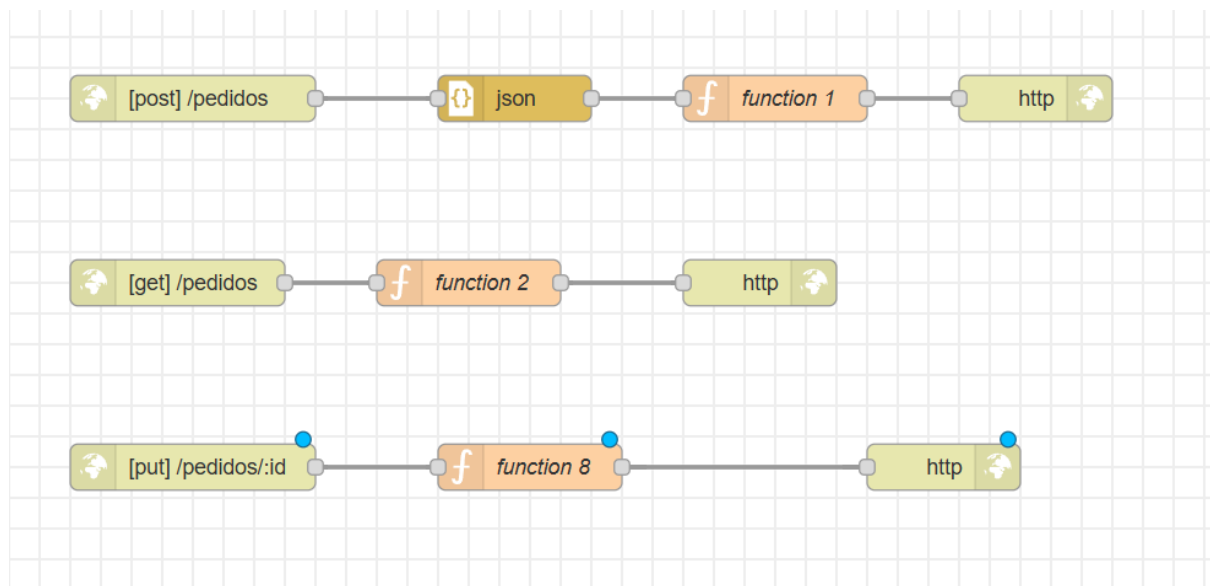 [post] /pedidos
json
function 1
http
[get] /pedidos
function 2
http
[put] /pedidos/:id
function 8
http